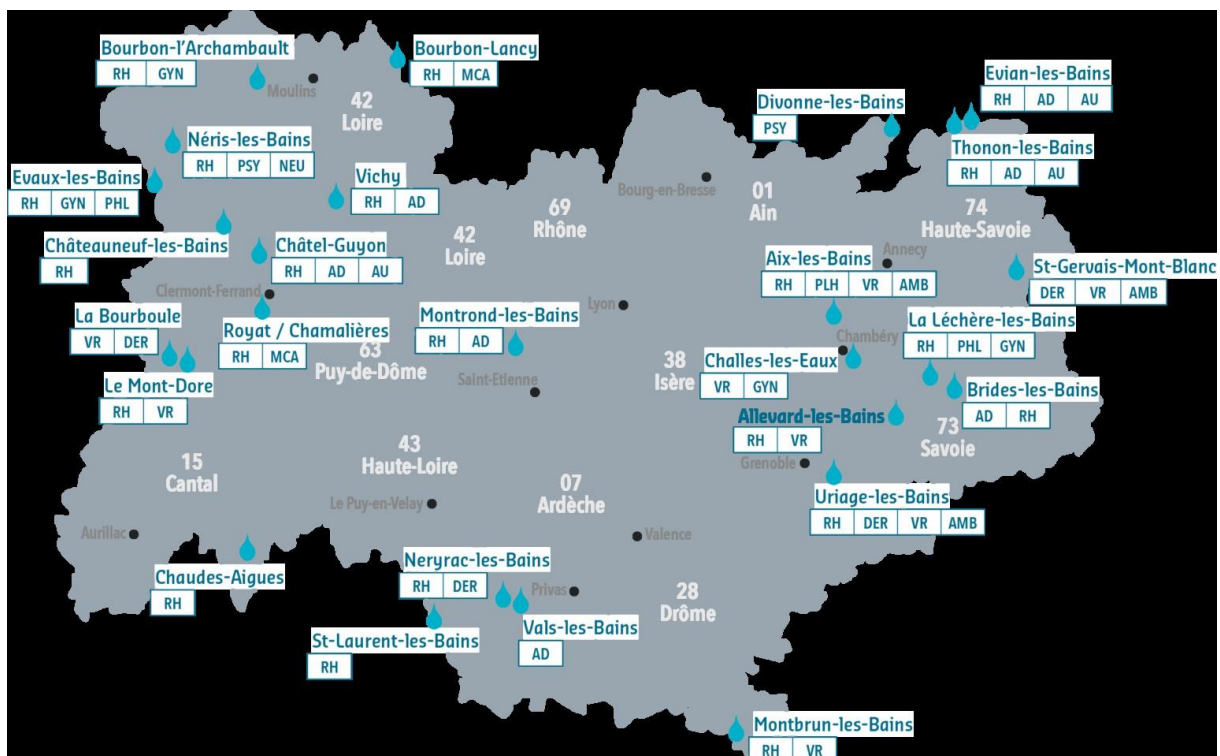 Bourbon-l'Archambault
RH GYN
Moulins
Bourbon-Lancy
RH MCA
42
Loire
Divonne-les-Bains
PSY
Evian-les-Bains
RH AD AU
Thonon-les-Bains
RH AD AU
Néris-les-Bains
RH PSY NEU
Evaux-les-Bains
RH GYN PHL
Vichy
RH AD
Bourg-en-Bresse
01
Ain
69
Rhône
74
Haute-Savoie
Châteauneuf-les-Bains
RH
Châtel-Guyon
RH AD AU
42
Loire
Aix-les-Bains
RH PLH VR AMB
Annecy
St-Gervais-Mont-Blanc
DER VR AMB
Clermont-Ferrand
La Bourboule
VR DER
Royat / Chamalières
RH MCA
63
Puy-de-Dôme
Montrond-les-Bains
RH AD
Lyon
Saint-Etienne
Chambéry
La Léchère-les-Bains
RH PHL GYN
38
Isère
Challes-les-Eaux
VR GYN
Le Mont-Dore
RH VR
Brides-les-Bains
AD RH
Allevard-les-Bains
RH VR
73
Savoie
Grenoble
15
Cantal
43
Haute-Loire
07
Ardèche
Uriage-les-Bains
RH DER VR AMB
Le Puy-en-Velay
Aurillac
Valence
Chaudes-Aigues
RH
Neryrac-les-Bains
RH DER
Privas
28
Drôme
St-Laurent-les-Bains
RH
Vals-les-Bains
AD
Montbrun-les-Bains
RH VR